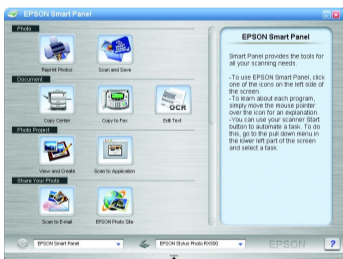 EPSON Smart Panel
Photo
Reprint Photos
Scan and Save
Document
Copy Center
Copy to Fax
OCR
Edit Text
Photo Project
View and Create
Scan to Application
Share Your Photo
Scan to E-mail
EPSON Photo Site
EPSON Smart Panel
Smart Panel provides the tools for
all your scanning needs.
-To use EPSON Smart Panel, click
one of the icons on the left side of
the screen.
-To learn about each program,
simply move the mouse pointer
over the icon for an explanation.
-You can use your scanner Start
button to automate a task. To do
this, go to the pull down menu in
the lower left part of the screen
and select a task.
EPSON Smart Panel
EPSON Stylus Photo RX500
EPSON
?